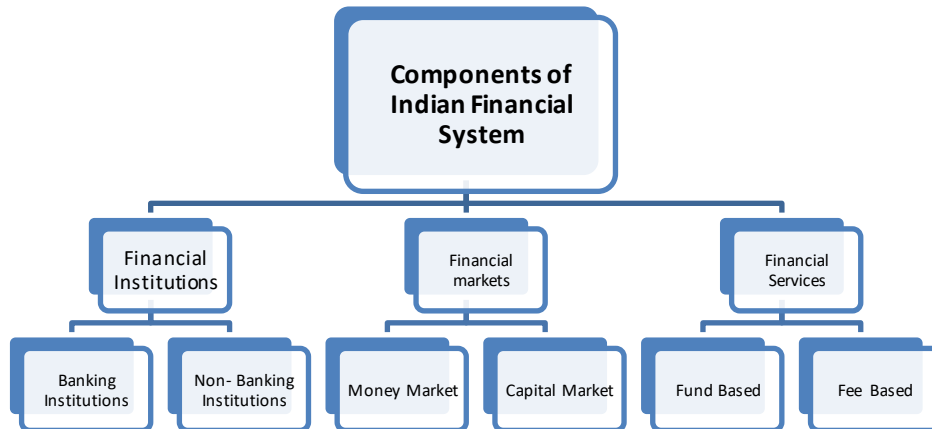 Components of
Indian Financial
System
Financial
Institutions
Financial
markets
Financial
Services
Banking
Institutions
Non- Banking
Institutions
Money Market
Capital Market
Fund Based
Fee Based